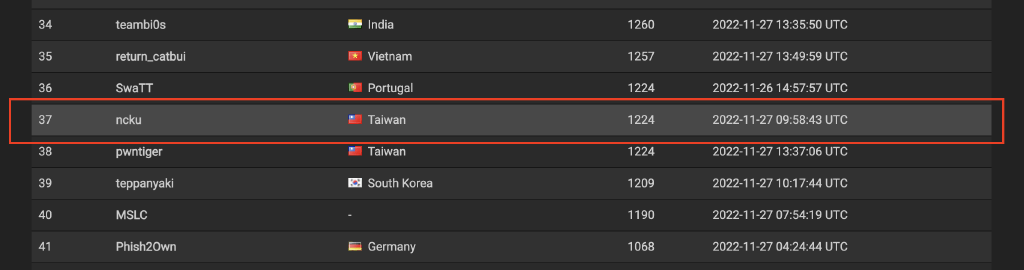 34 teambi0s India 1260 2022-11-27 13:35:50 UTC
35 return_catbui Vietnam 1257 2022-11-27 13:49:59 UTC
36 SwaTT Portugal 1224 2022-11-26 14:57:57 UTC
37 ncku Taiwan 1224 2022-11-27 09:58:43 UTC
38 pwntiger Taiwan 1224 2022-11-27 13:37:06 UTC
39 teppanyaki South Korea 1209 2022-11-27 10:17:44 UTC
40 MSLC - 1190 2022-11-27 07:54:19 UTC
41 Phish2Own Germany 1068 2022-11-27 04:24:44 UTC